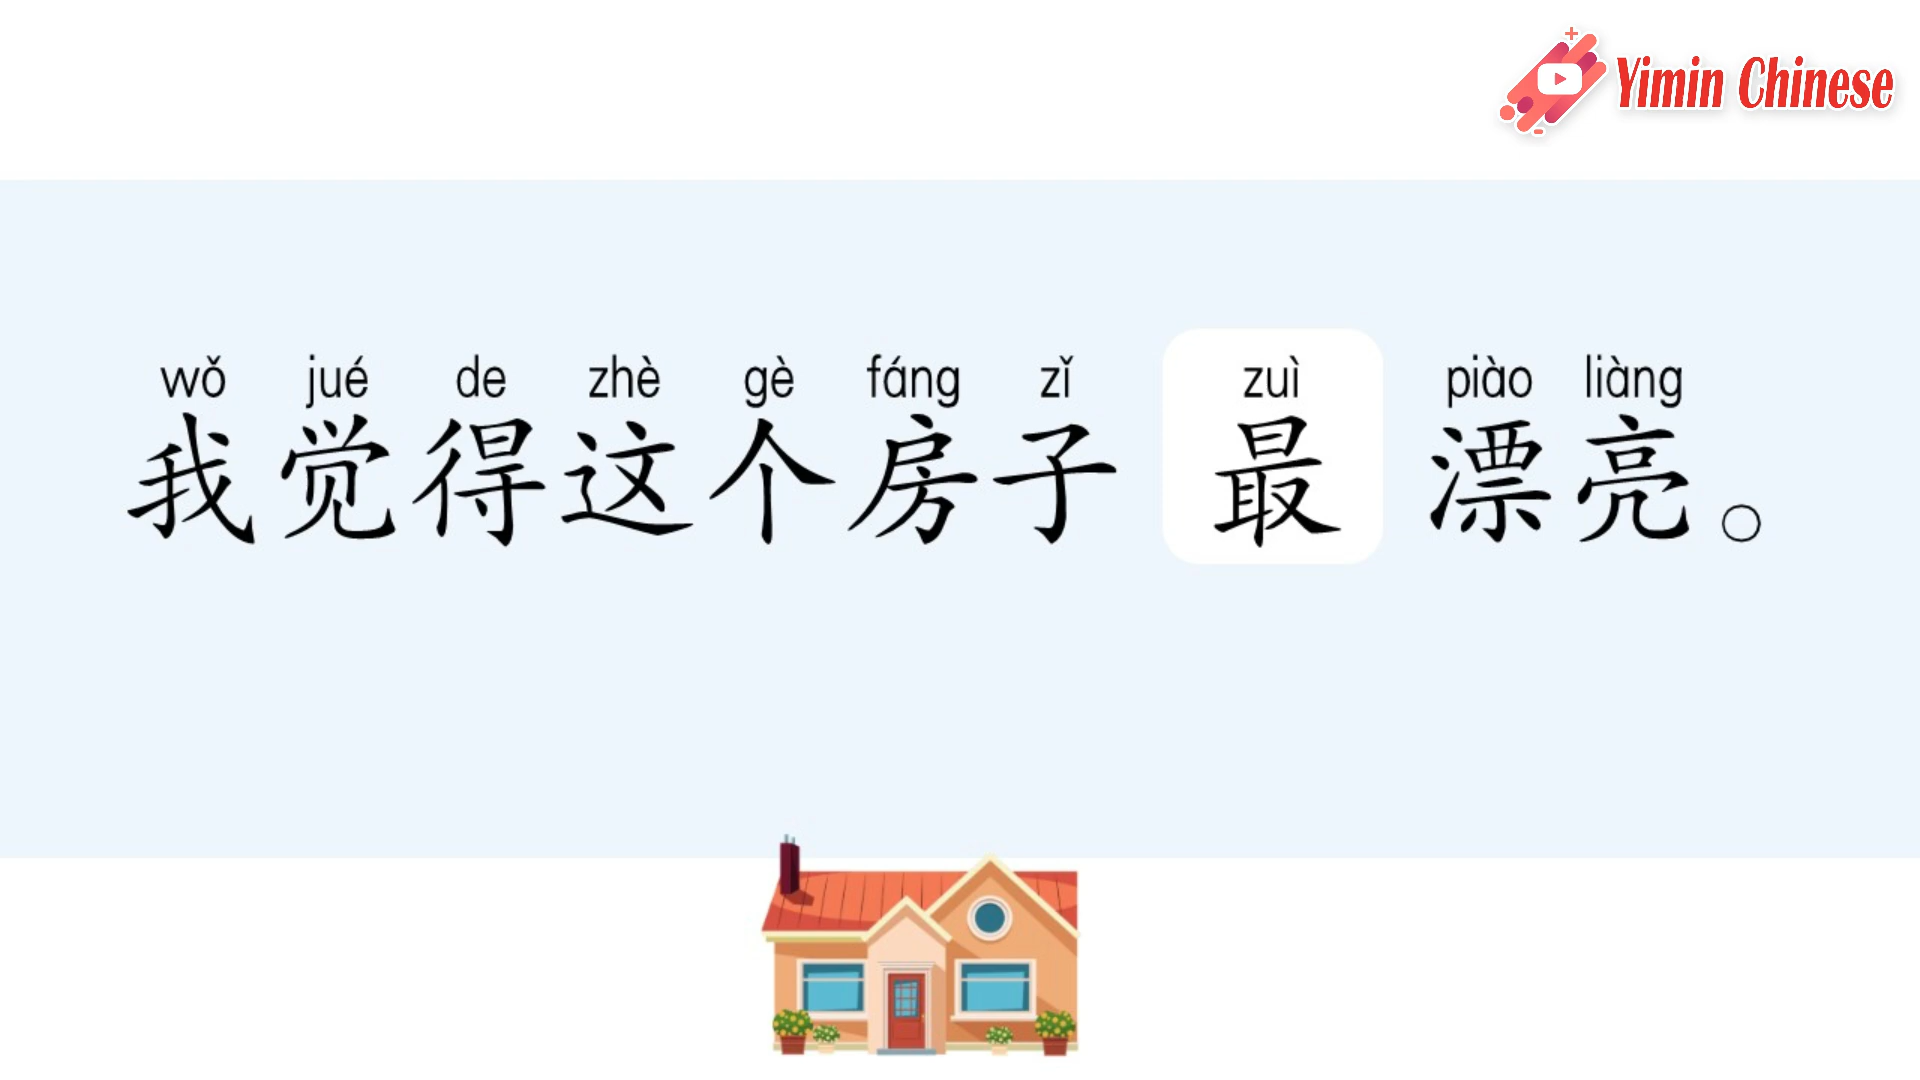 Yimin Chinese
wǒ jué de zhè gè fáng zǐ zuì piào liàng
我觉得这个房子最漂亮。